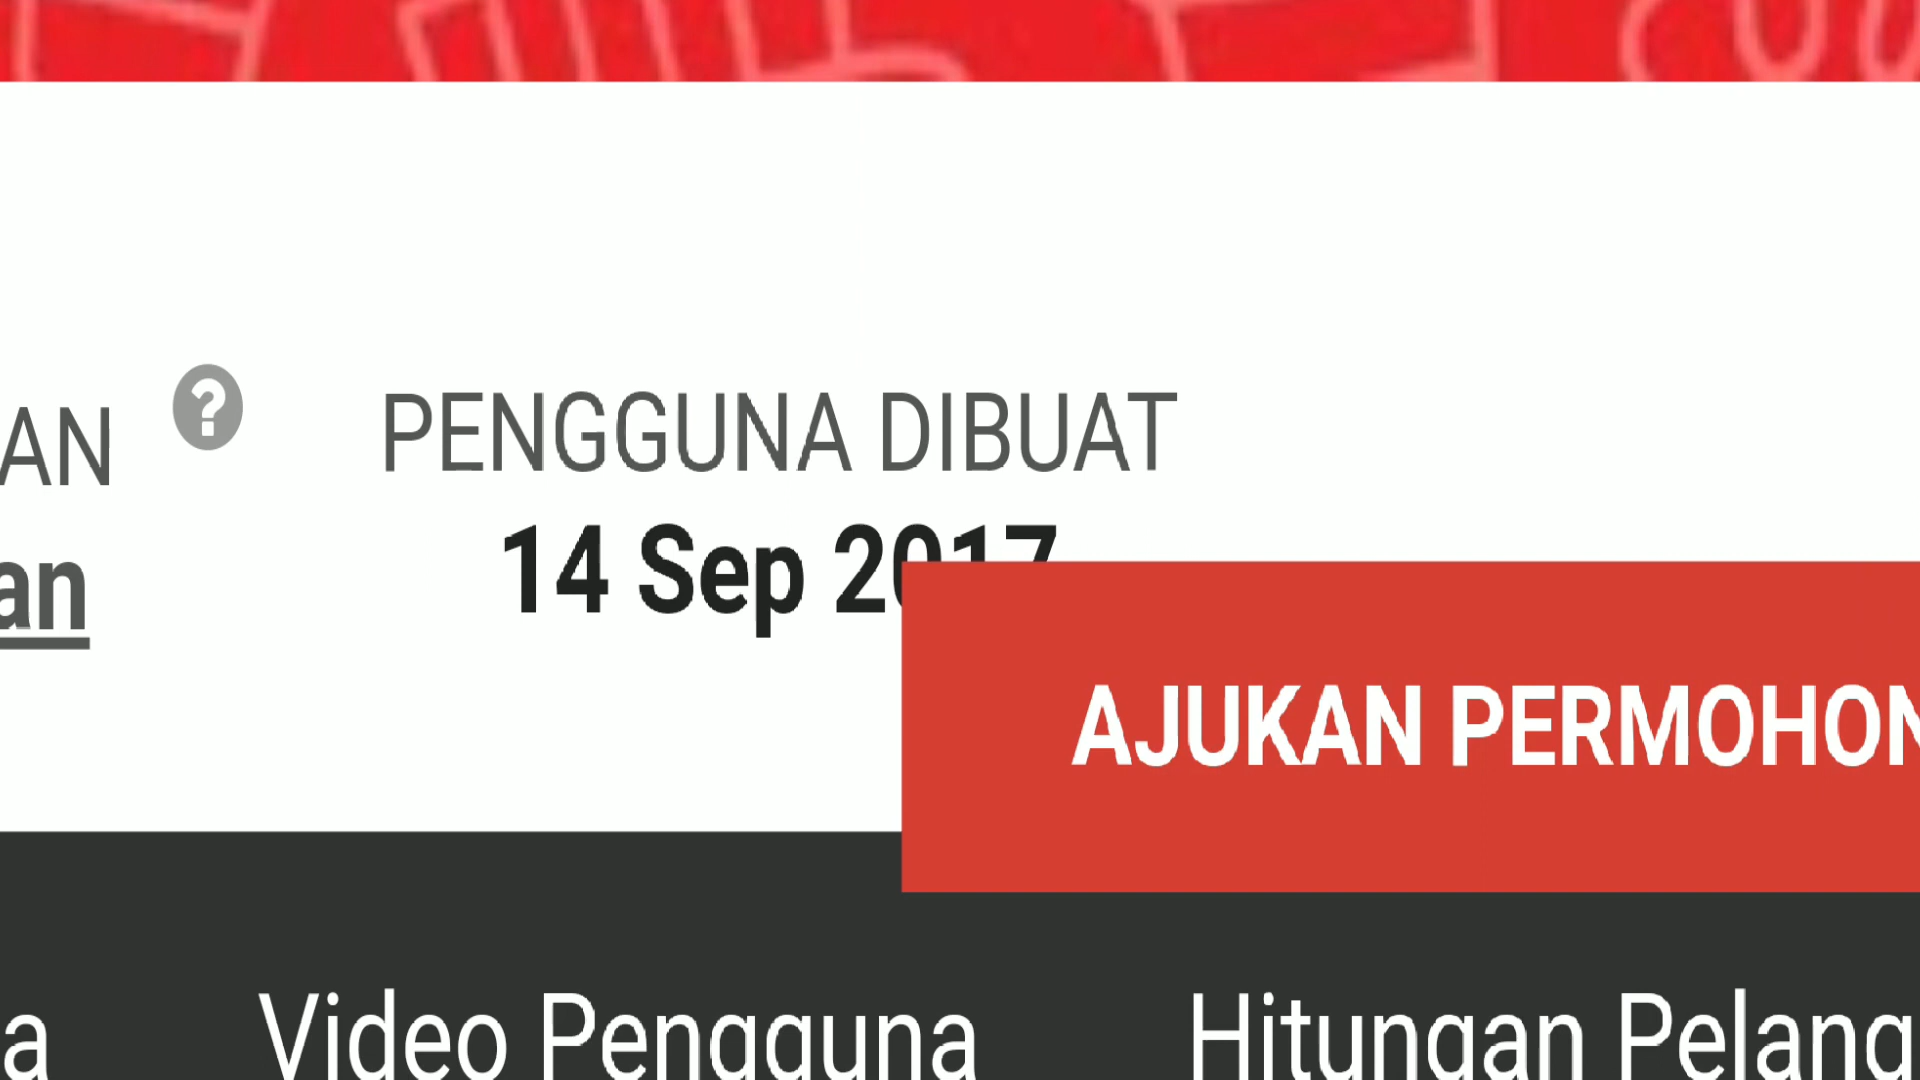 AN
PENGGUNA DIBUAT
an
14 Sep 2017
AJUKAN PERMOHON
a
Video Pengguna
Hitungan Pelang